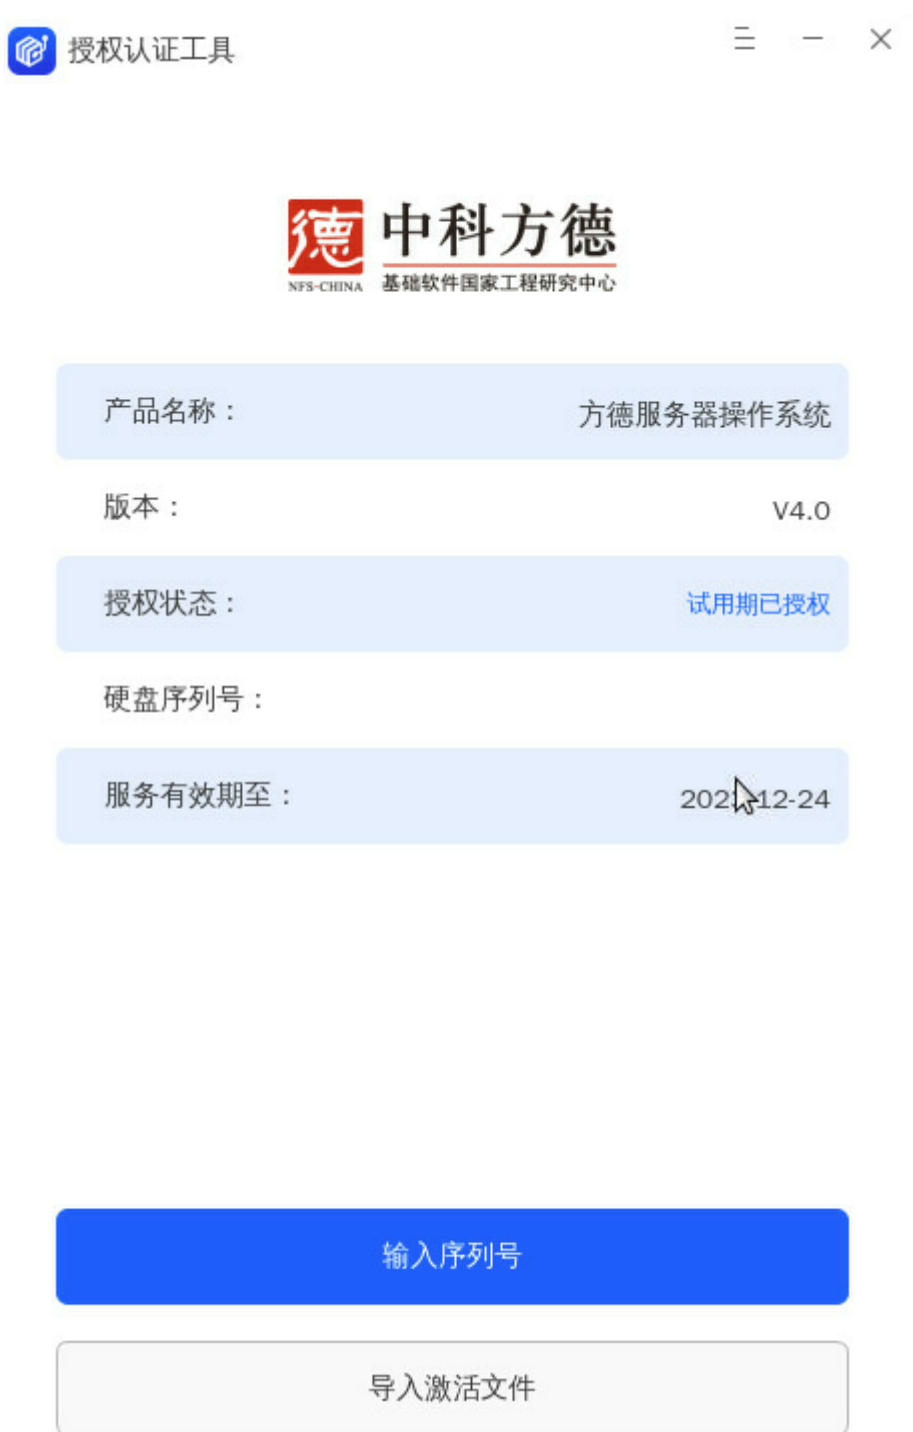 授权认证工具
德 中科方德
NFS-CHINA 基础软件国家工程研究中心
产品名称： 方德服务器操作系统
版本： V4.0
授权状态： 试用期已授权
硬盘序列号：
服务有效期至： 202 12-24
输入序列号
导入激活文件